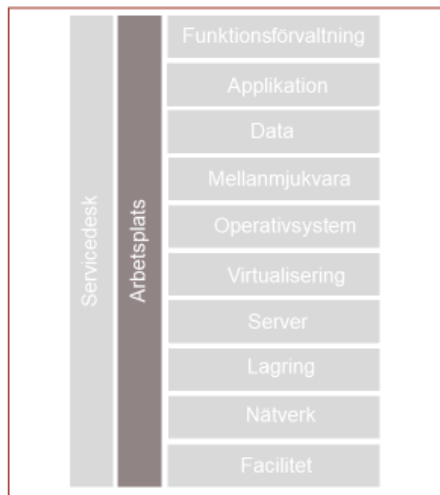 Servicedesk
Arbetsplats
Funktionsförvaltning
Applikation
Data
Mellanmjukvara
Operativsystem
Virtualisering
Server
Lagring
Nätverk
Facilitet